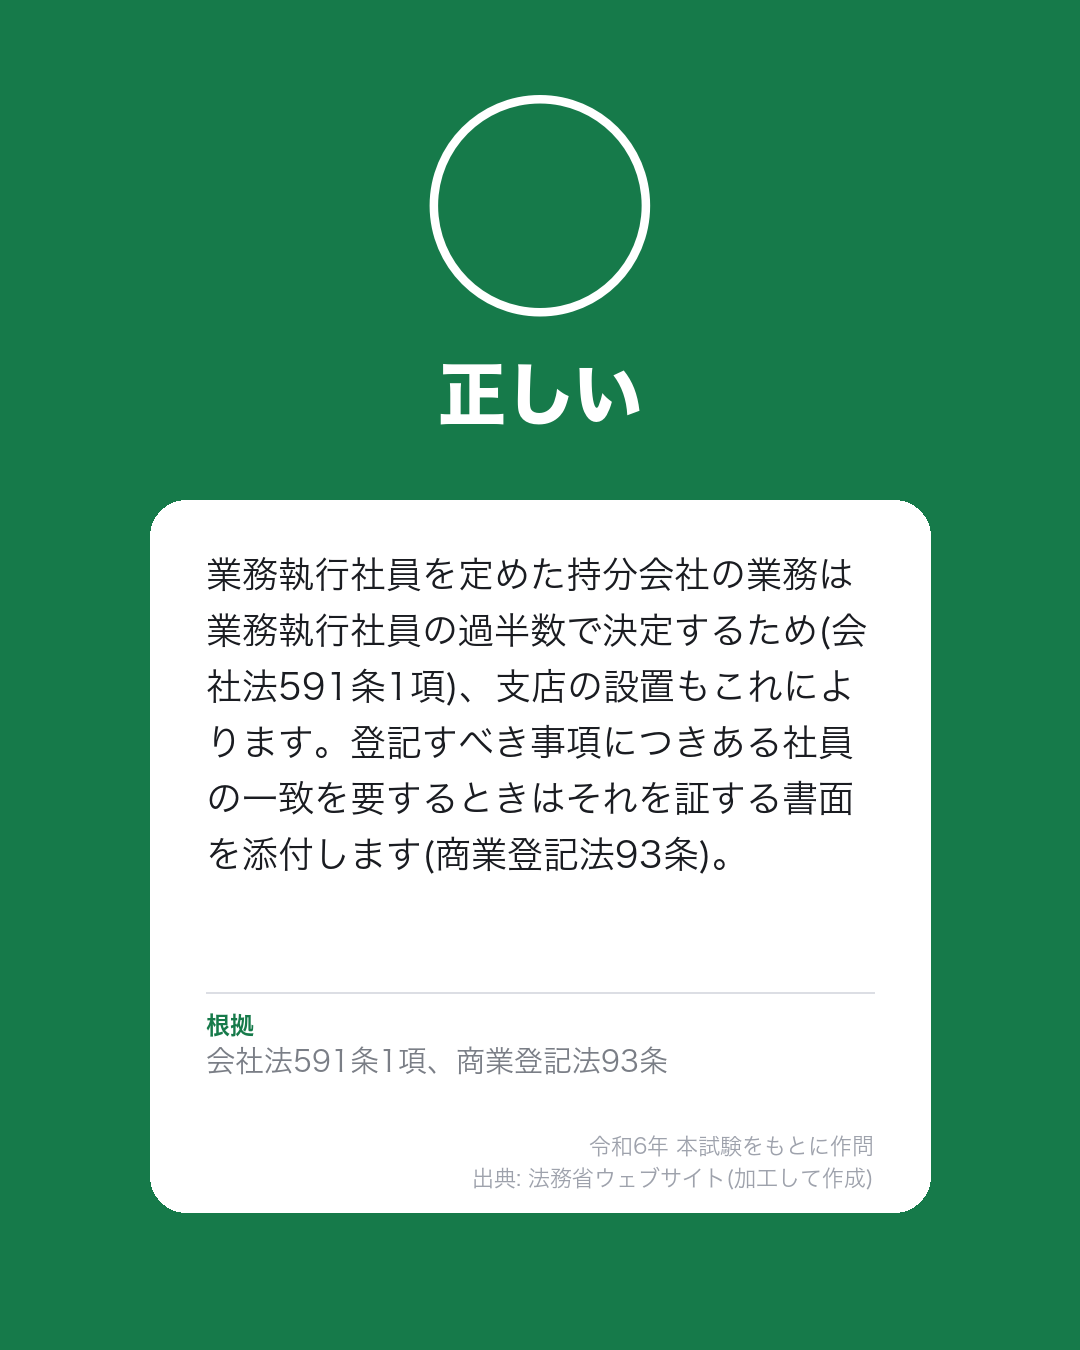 正しい
業務執行社員を定めた持分会社の業務は
業務執行社員の過半数で決定するため(会
社法591条1項)、支店の設置もこれによ
ります。登記すべき事項につきある社員
の一致を要するときはそれを証する書面
を添付します(商業登記法93条)。
根拠
会社法591条1項、商業登記法93条
令和6年 本試験をもとに作問
出典: 法務省ウェブサイト(加工して作成)